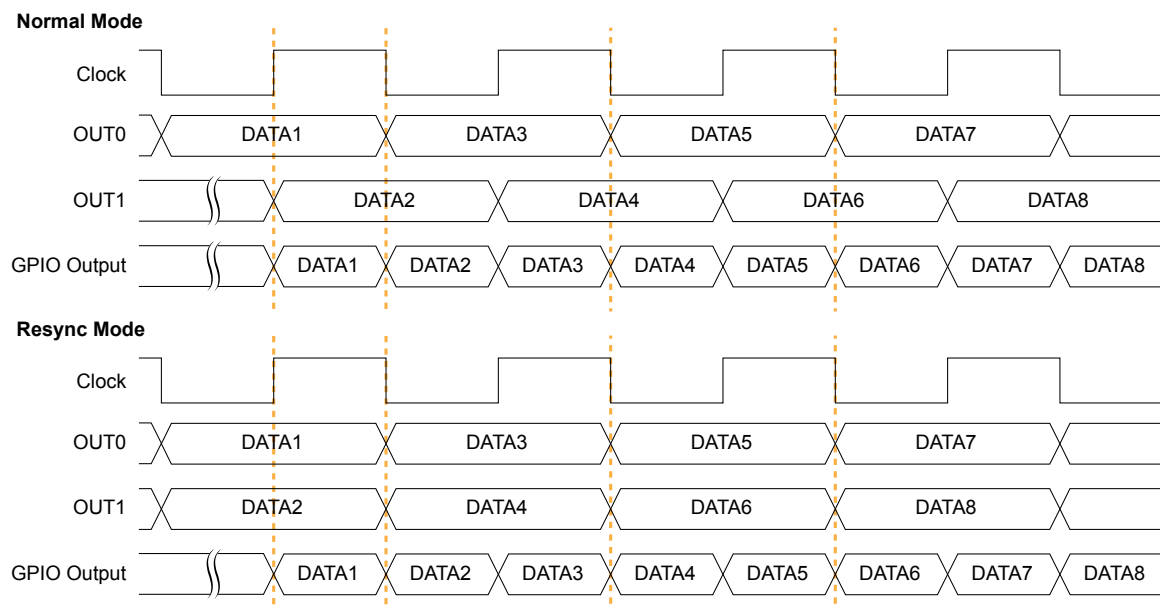 Normal Mode
Clock
OUT0 DATA1 DATA3 DATA5 DATA7
OUT1 DATA2 DATA4 DATA6 DATA8
GPIO Output DATA1 DATA2 DATA3 DATA4 DATA5 DATA6 DATA7 DATA8
Resync Mode
Clock
OUT0 DATA1 DATA3 DATA5 DATA7
OUT1 DATA2 DATA4 DATA6 DATA8
GPIO Output DATA1 DATA2 DATA3 DATA4 DATA5 DATA6 DATA7 DATA8